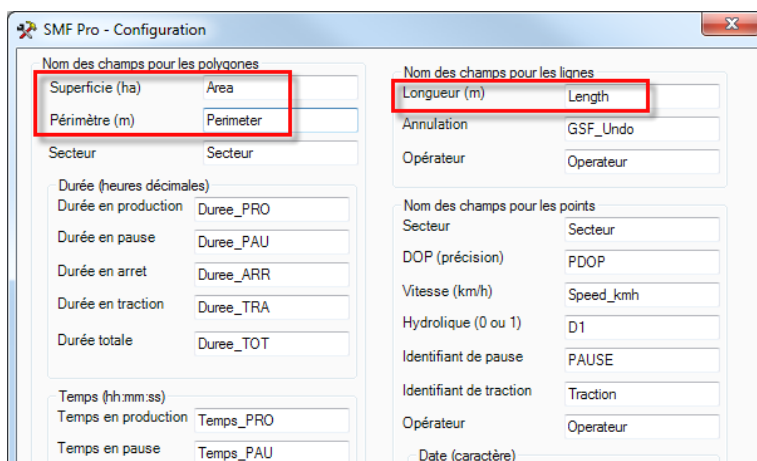 SMF Pro - Configuration
Nom des champs pour les polygones
Superficie (ha) Area
Périmètre (m) Perimeter
Secteur Secteur
Durée (heures décimales)
Durée en production Duree_PRO
Durée en pause Duree_PAU
Durée en arret Duree_ARR
Durée en traction Duree_TRA
Durée totale Duree_TOT
Temps (hh:mm:ss)
Temps en production Temps_PRO
Temps en pause Temps_PAU
Nom des champs pour les lignes
Longueur (m) Length
Annulation GSF_Undo
Opérateur Operateur
Nom des champs pour les points
Secteur Secteur
DOP (précision) PDOP
Vitesse (km/h) Speed_kmh
Hydrolique (0 ou 1) D1
Identifiant de pause PAUSE
Identifiant de traction Traction
Opérateur Operateur
Date (caractère)